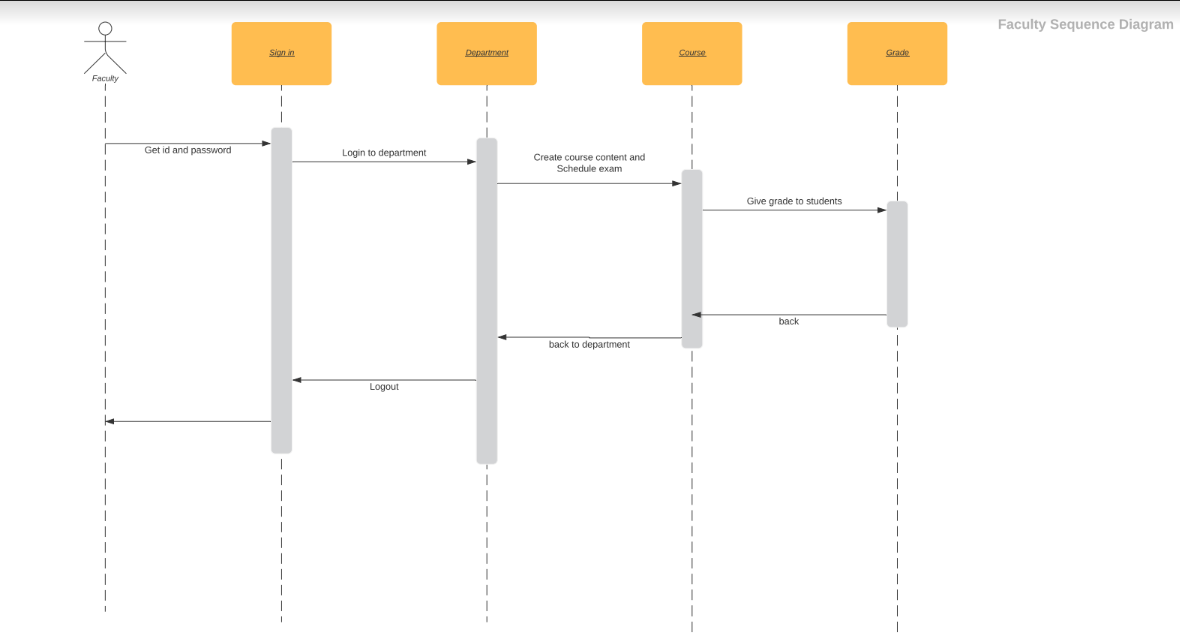 Faculty Sequence Diagram
Faculty
Sign in
Department
Course
Grade
Get id and password
Login to department
Create course content and
Schedule exam
Give grade to students
back
back to department
Logout